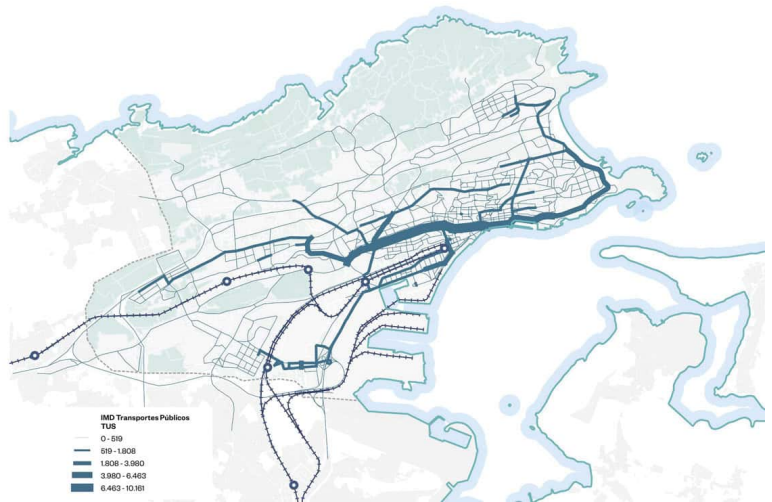 IMD Transportes Públicos
TUS
0 - 519
519 - 1.808
1.808 - 3.980
3.980 - 6.463
6.463 - 10.161